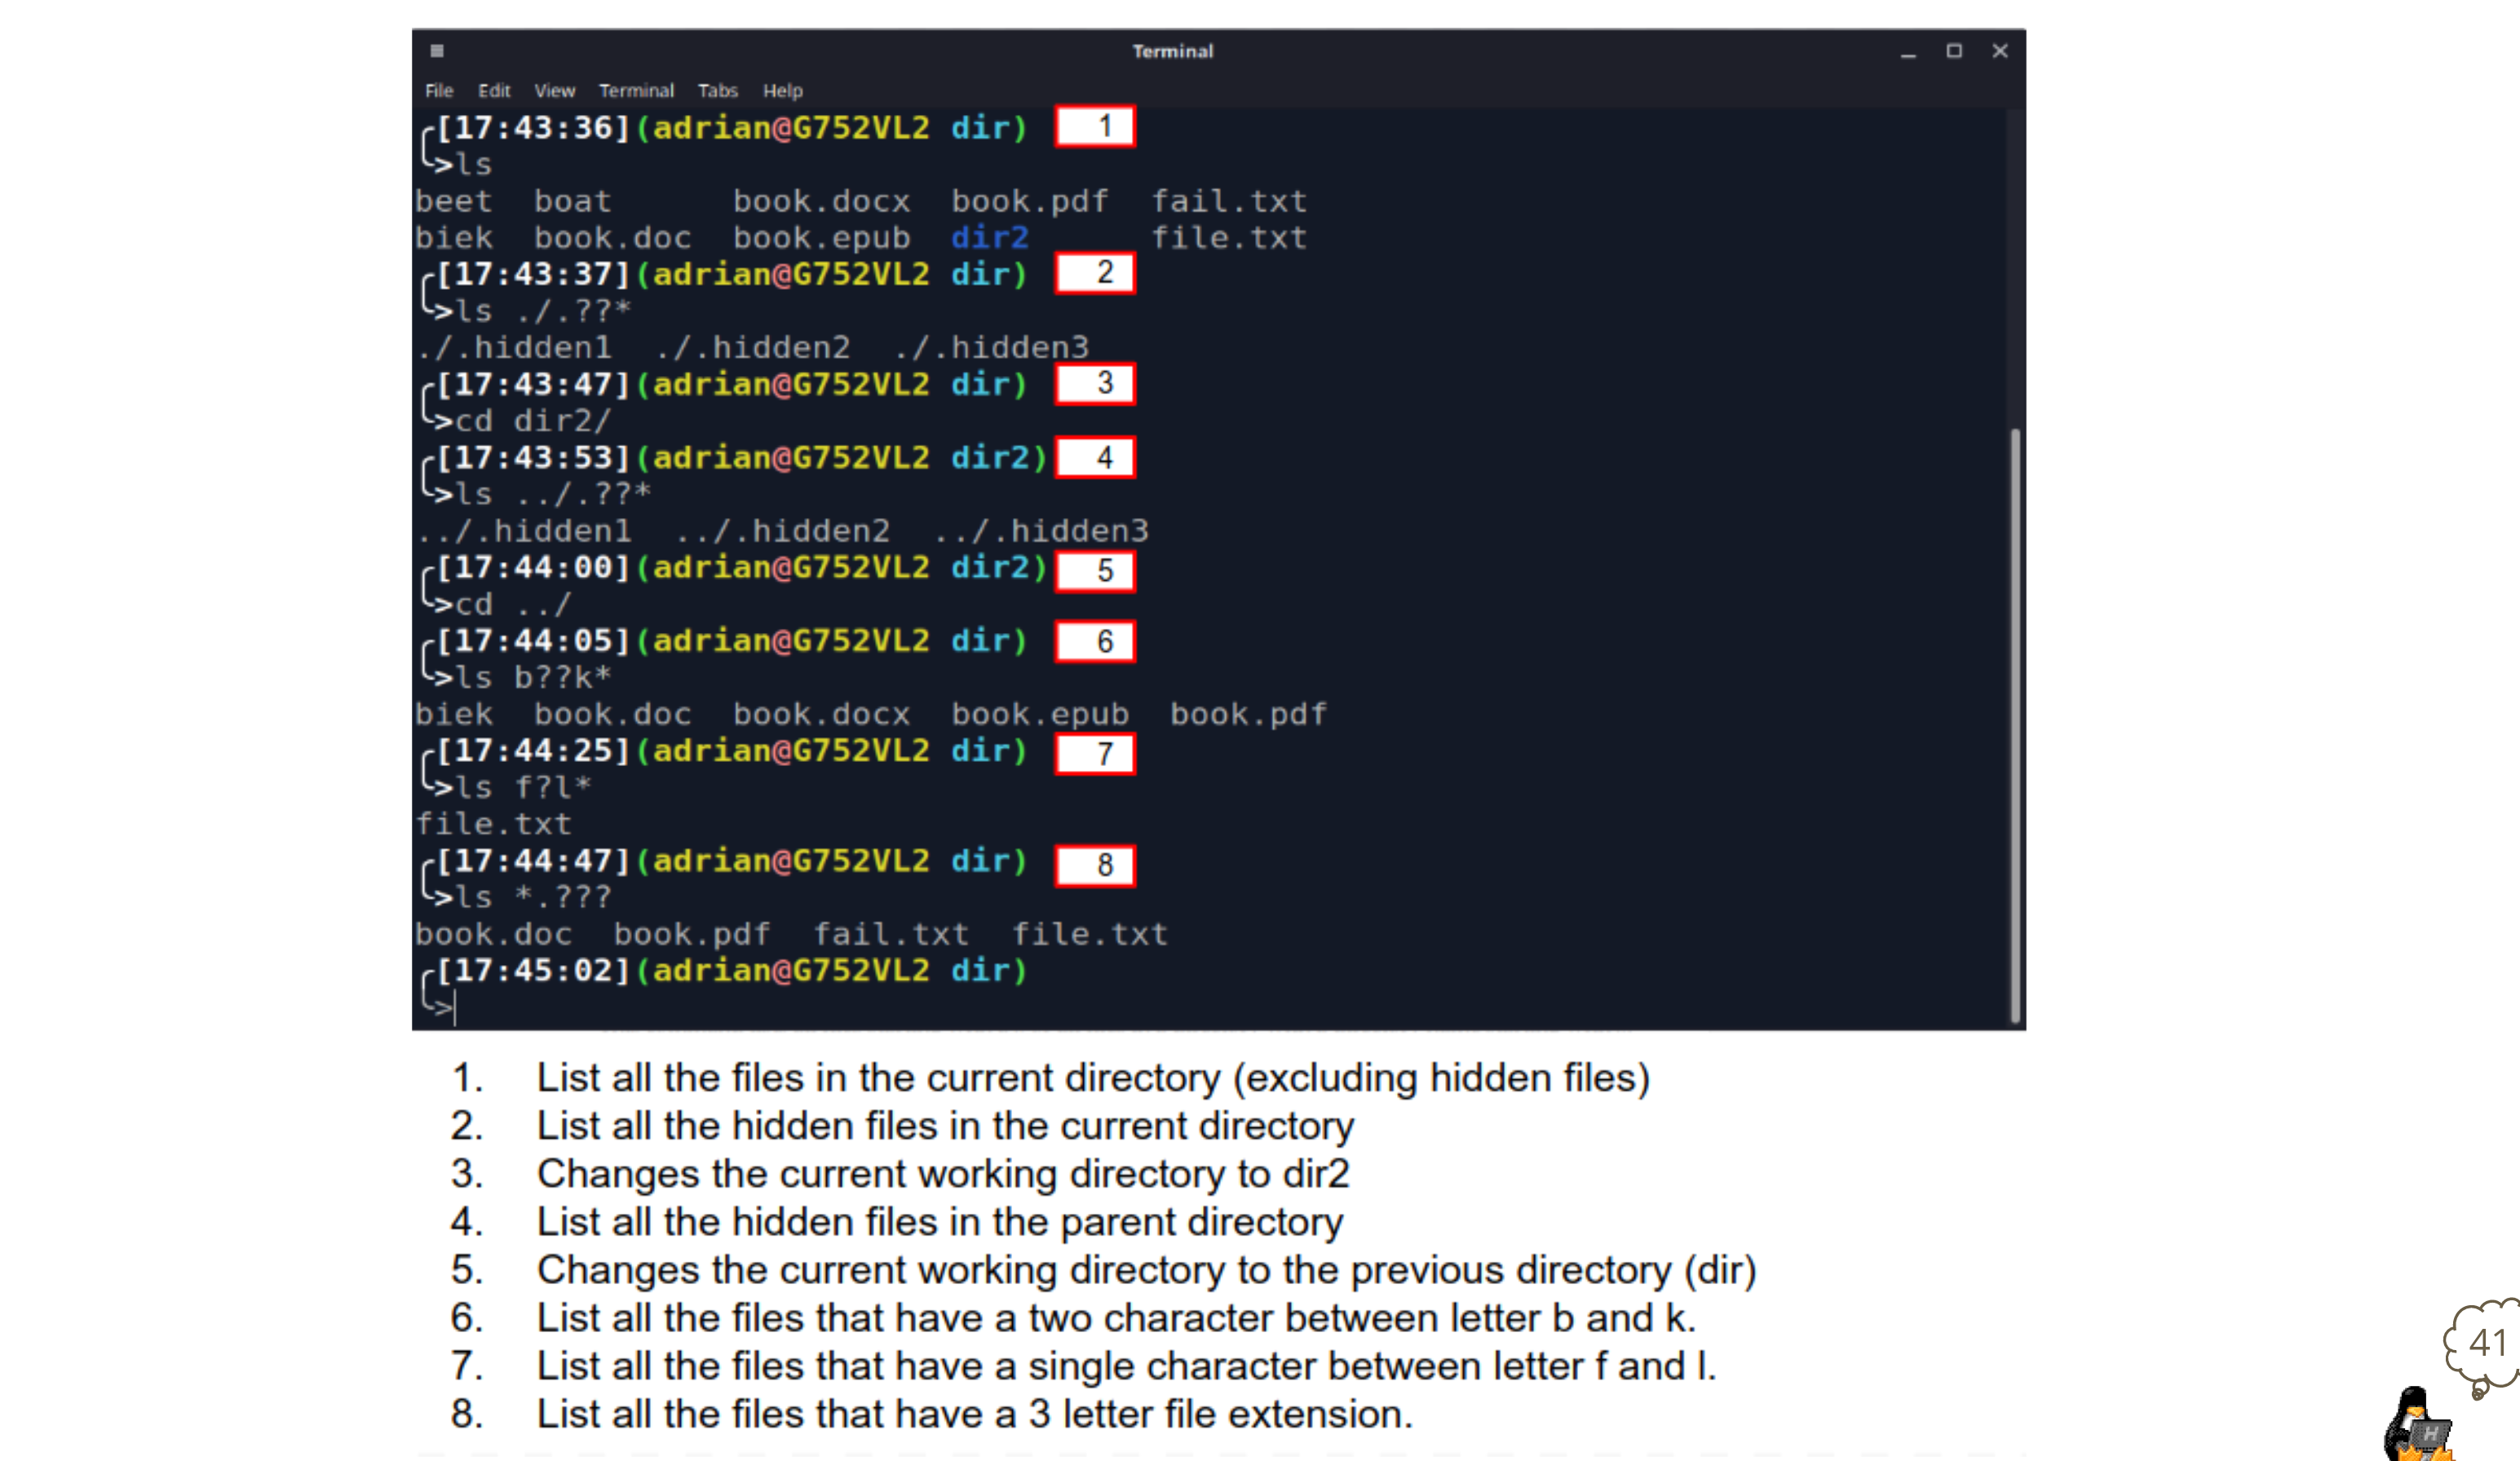 Terminal
File Edit View Terminal Tabs Help
[17:43:36](adrian@G752VL2 dir) 1
>ls
beet boat book.docx book.pdf fail.txt
biek book.doc book.epub dir2 file.txt
[17:43:37](adrian@G752VL2 dir) 2
>ls ./.??*
./.hidden1 ./.hidden2 ./.hidden3
[17:43:47](adrian@G752VL2 dir) 3
>cd dir2/
[17:43:53](adrian@G752VL2 dir2) 4
>ls ../.??*
../.hidden1 ../.hidden2 ../.hidden3
[17:44:00](adrian@G752VL2 dir2) 5
>cd ../
[17:44:05](adrian@G752VL2 dir) 6
>ls b??k*
biek book.doc book.docx book.epub book.pdf
[17:44:25](adrian@G752VL2 dir) 7
>ls f?l*
file.txt
[17:44:47](adrian@G752VL2 dir) 8
>ls *.???
book.doc book.pdf fail.txt file.txt
[17:45:02](adrian@G752VL2 dir)
>
1. List all the files in the current directory (excluding hidden files)
2. List all the hidden files in the current directory
3. Changes the current working directory to dir2
4. List all the hidden files in the parent directory
5. Changes the current working directory to the previous directory (dir)
6. List all the files that have a two character between letter b and k.
7. List all the files that have a single character between letter f and l.
8. List all the files that have a 3 letter file extension.
41
H